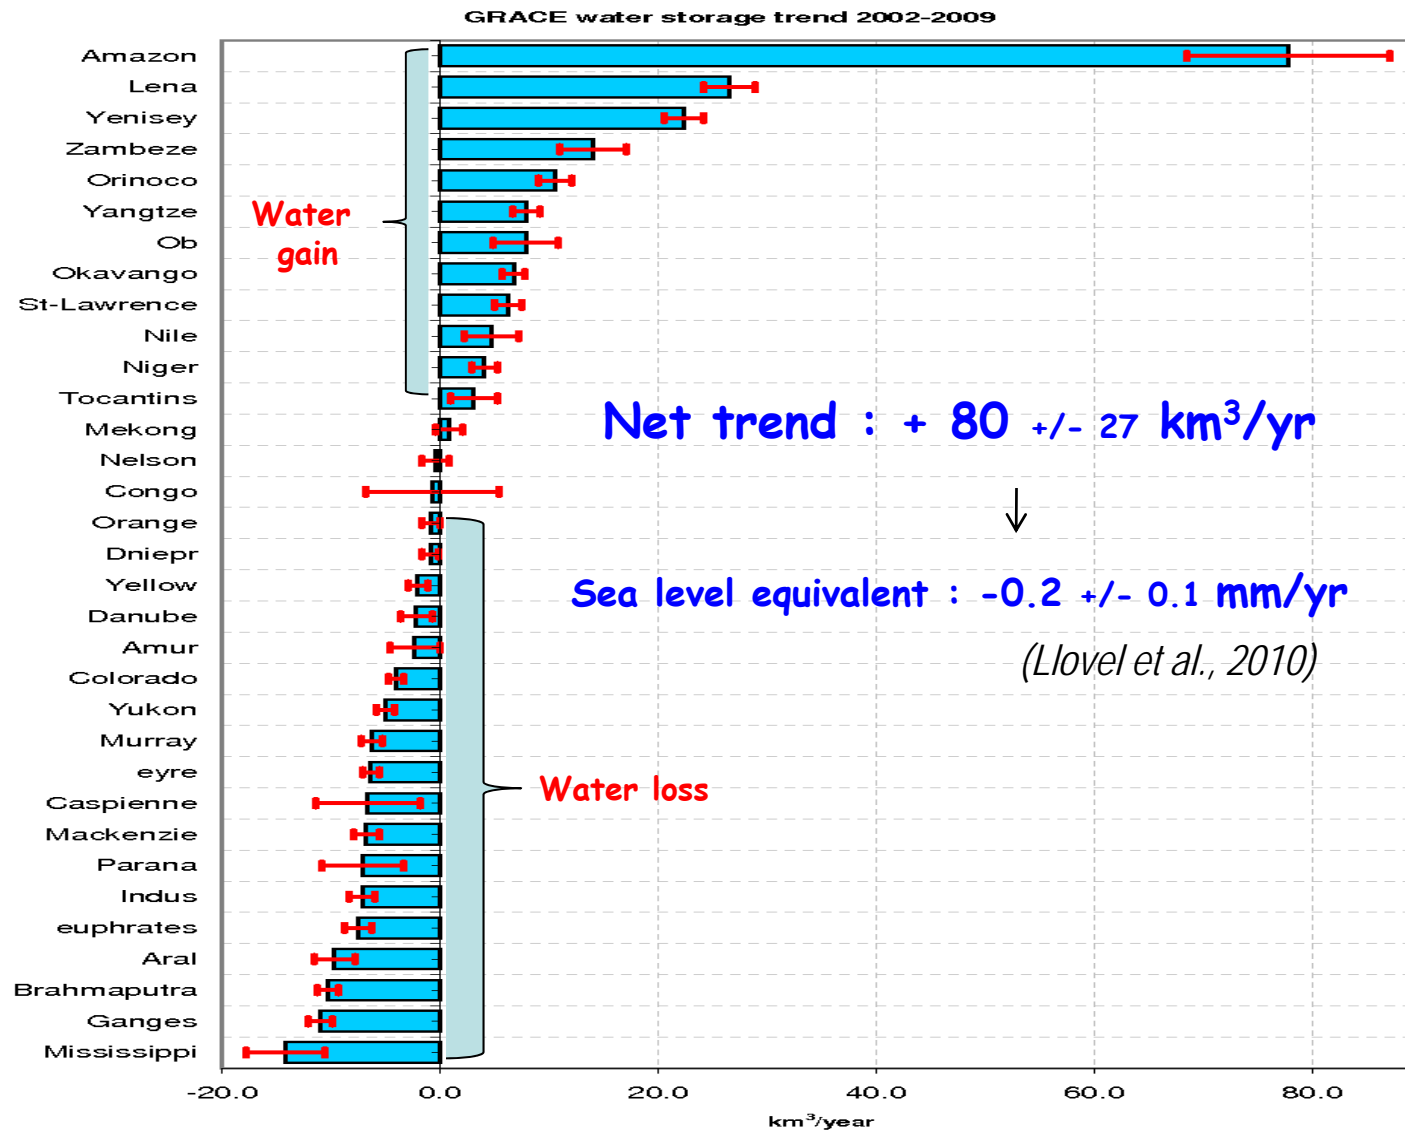 GRACE water storage trend 2002-2009
Amazon
Lena
Yenisey
Zambeze
Orinoco
Yangtze
Ob
Okavango
St-Lawrence
Nile
Niger
Tocantins
Mekong
Nelson
Congo
Orange
Dniepr
Yellow
Danube
Amur
Colorado
Yukon
Murray
eyre
Caspienne
Mackenzie
Parana
Indus
euphrates
Aral
Brahmaputra
Ganges
Mississippi
Water
gain
Net trend : + 80 +/- 27 km³/yr
↓
Sea level equivalent : -0.2 +/- 0.1 mm/yr
(Llovel et al., 2010)
Water loss
-20.0 0.0 20.0 40.0 60.0 80.0
km³/year